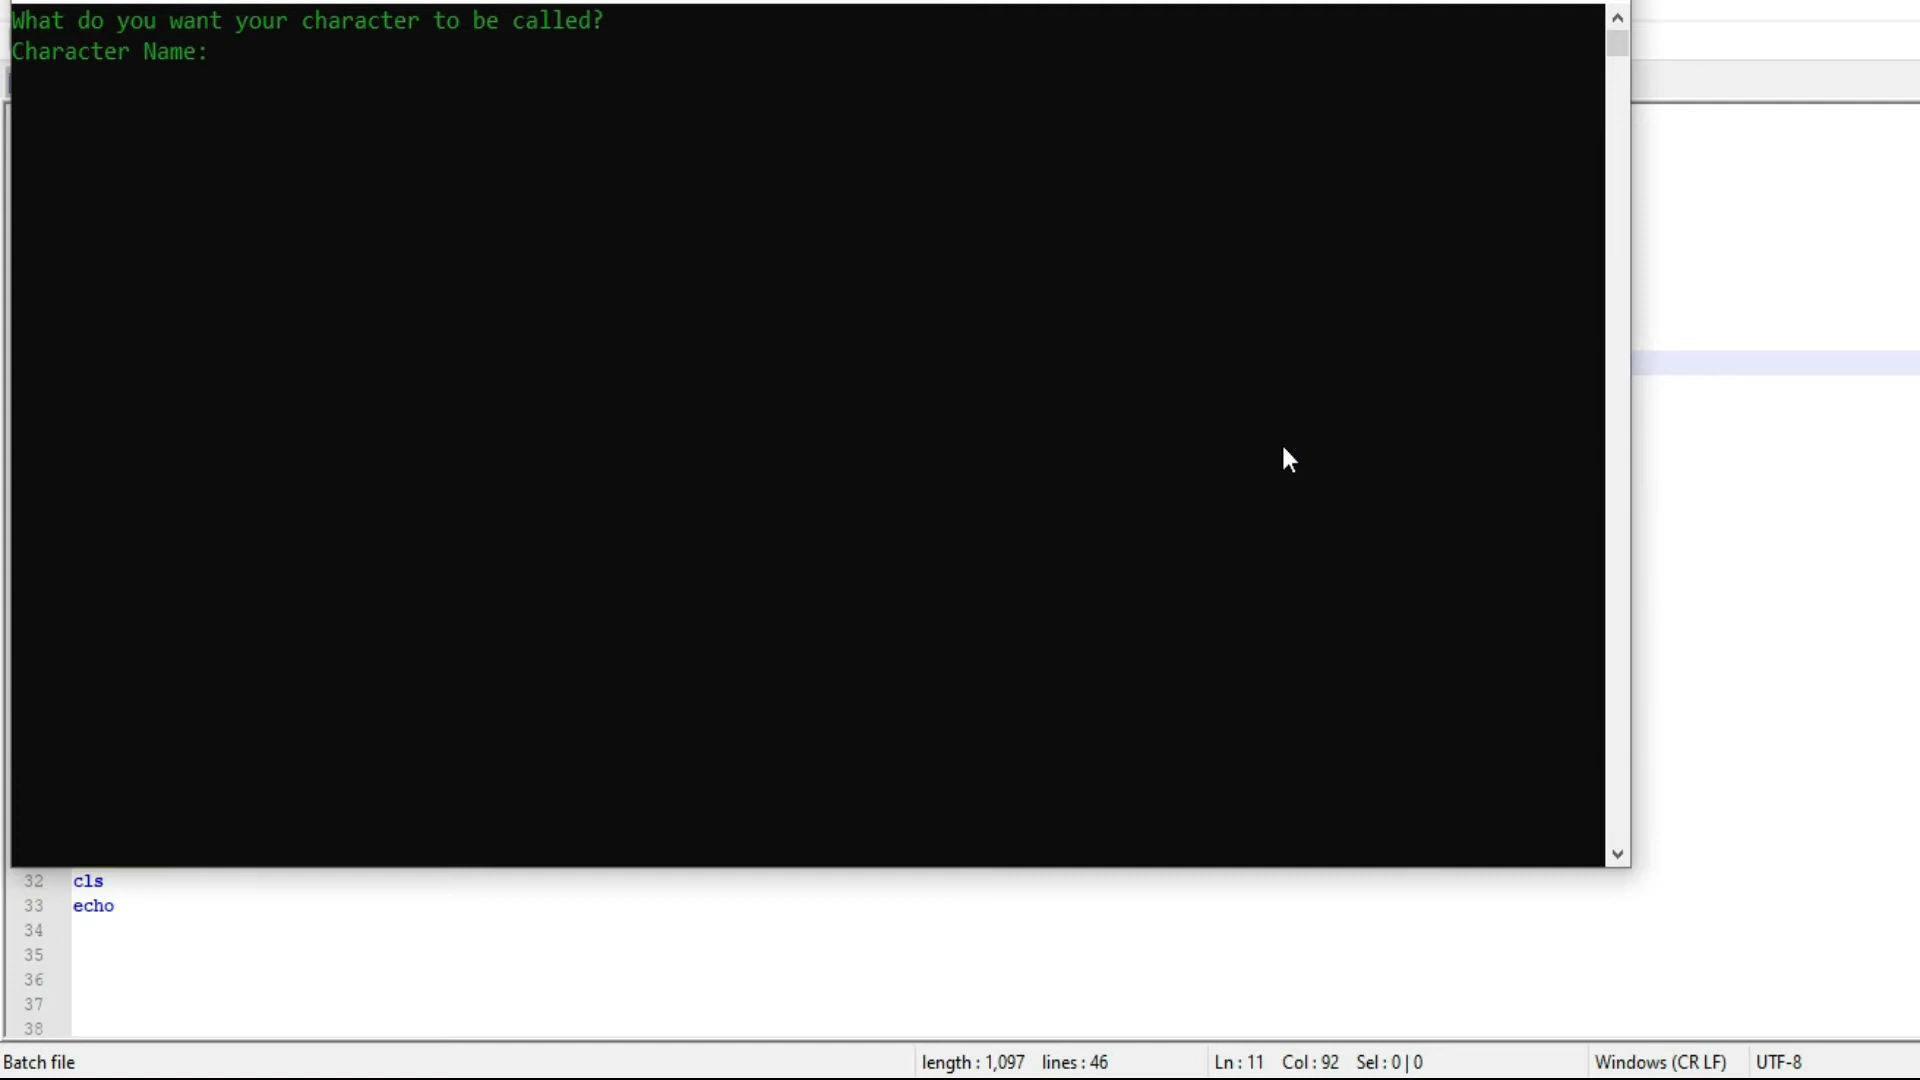 What do you want your character to be called?
Character Name:
32 cls
33 echo
34
35
36
37
38
Batch file length : 1,097 lines : 46 Ln : 11 Col : 92 Sel : 0 | 0 Windows (CR LF) UTF-8